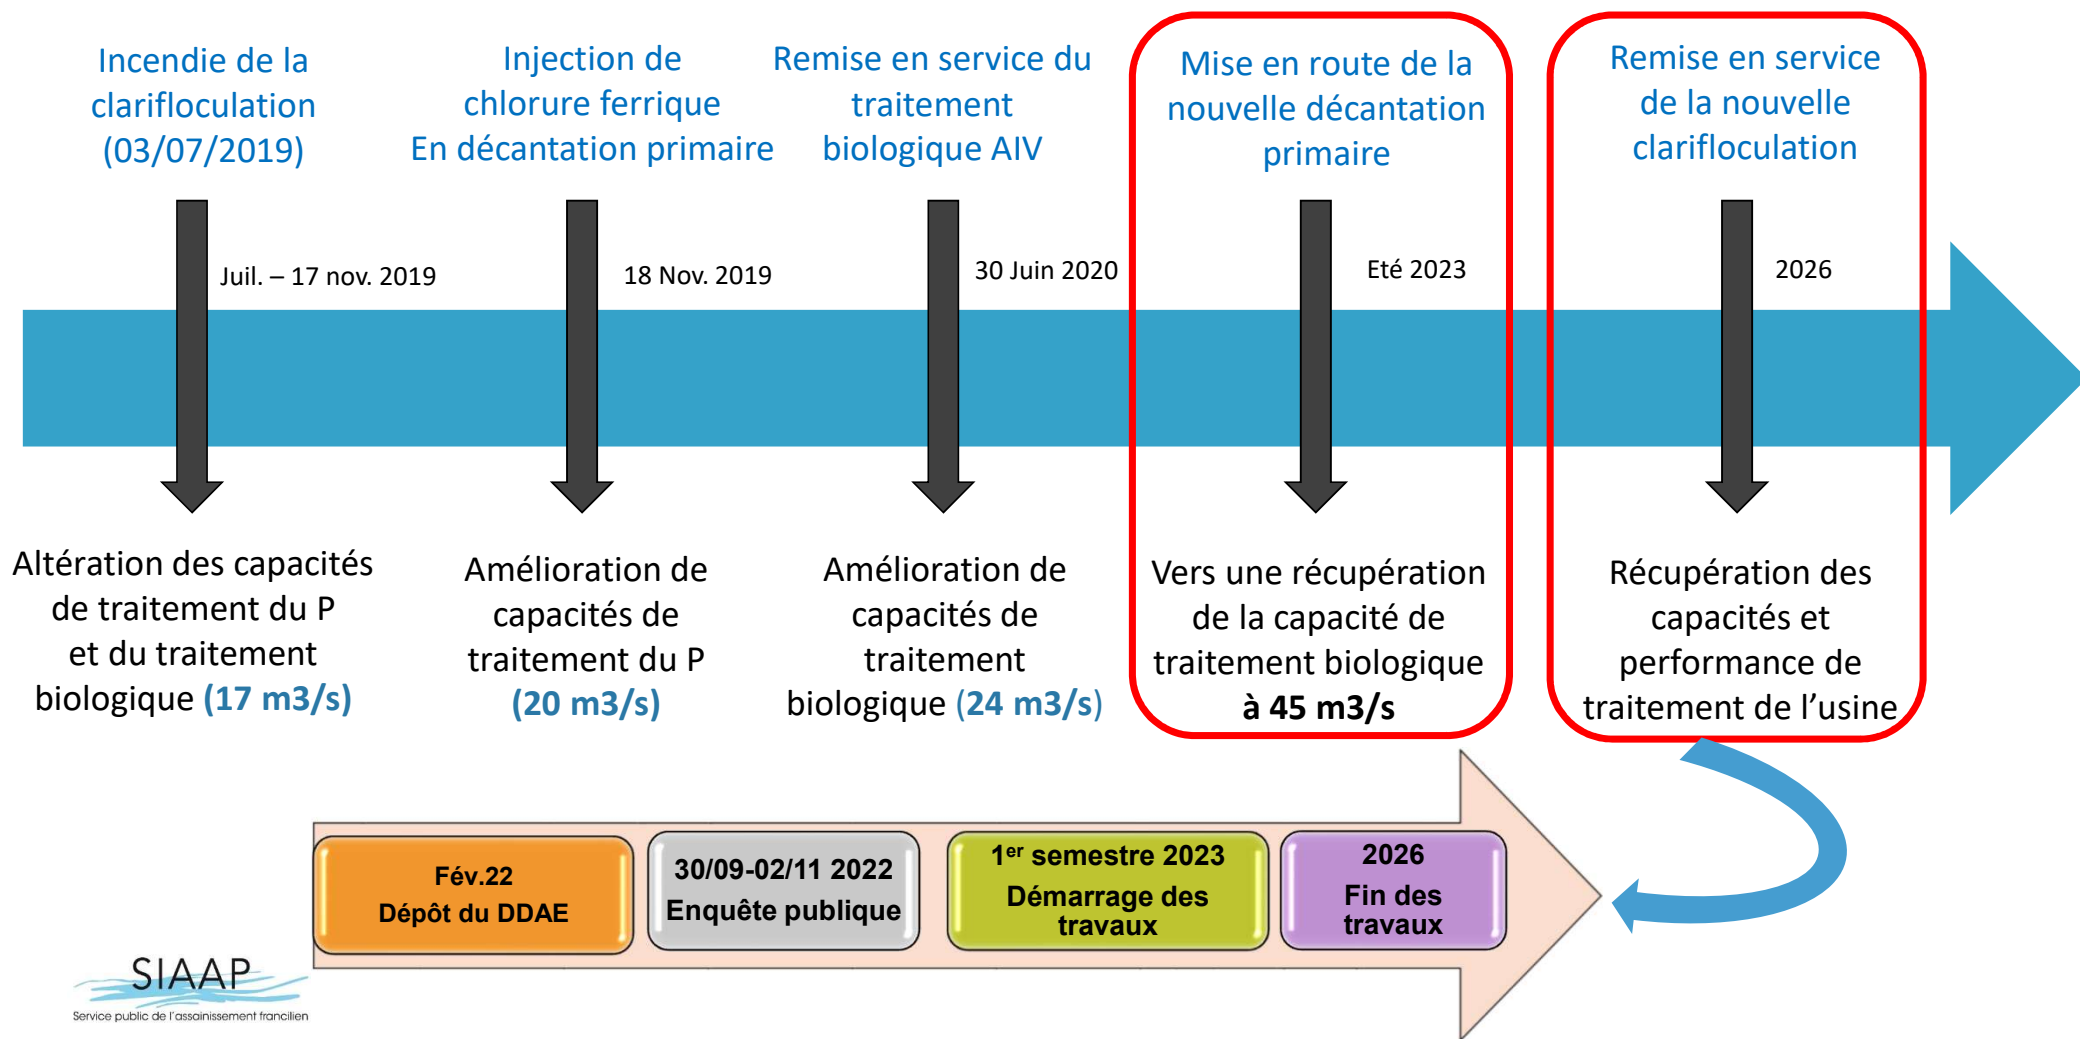 Incendie de la
clarifloculation
(03/07/2019)
Injection de
chlorure ferrique
En décantation primaire
Remise en service du
traitement
biologique AIV
Mise en route de la
nouvelle décantation
primaire
Remise en service
de la nouvelle
clarifloculation
Juil. – 17 nov. 2019
18 Nov. 2019
30 Juin 2020
Eté 2023
2026
Altération des capacités
de traitement du P
et du traitement
biologique (17 m3/s)
Amélioration de
capacités de
traitement du P
(20 m3/s)
Amélioration de
capacités de
traitement
biologique (24 m3/s)
Vers une récupération
de la capacité de
traitement biologique
à 45 m3/s
Récupération des
capacités et
performance de
traitement de l’usine
Fév.22
Dépôt du DDAE
30/09-02/11 2022
Enquête publique
1er semestre 2023
Démarrage des
travaux
2026
Fin des
travaux
SIAAP
Service public de l’assainissement francilien